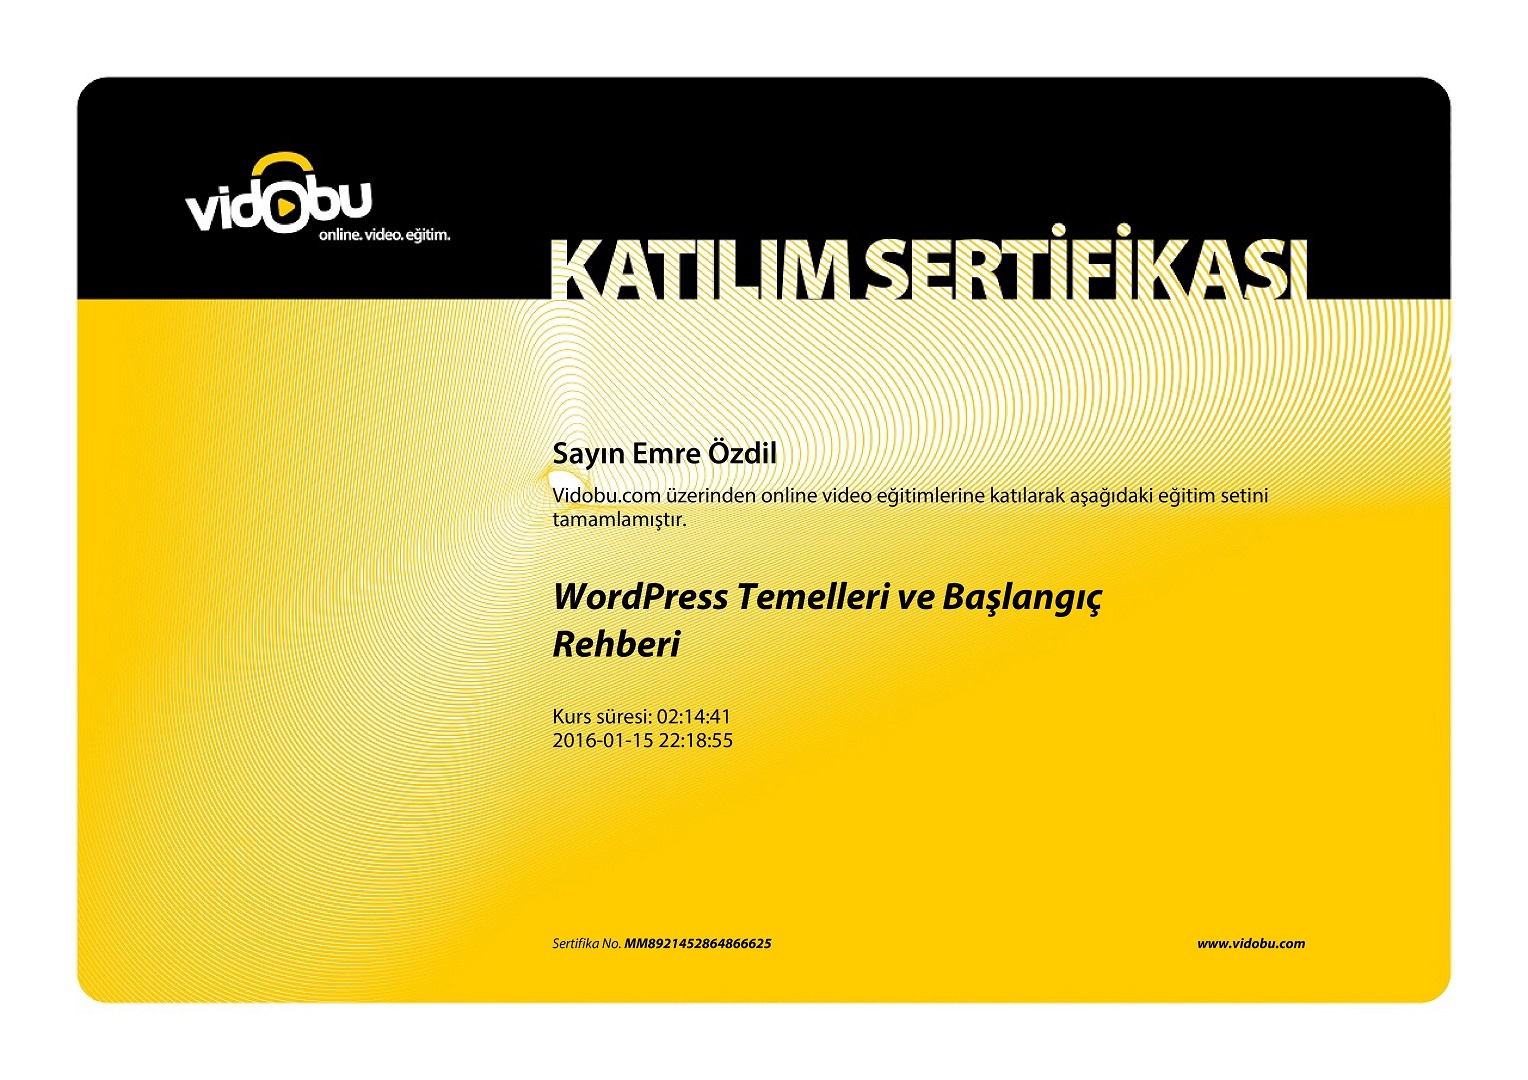 vidobu
online. video. eğitim.
KATILIM SERTİFİKASI
Sayın Emre Özdil
Vidobu.com üzerinden online video eğitimlerine katılarak aşağıdaki eğitim setini
tamamlamıştır.
WordPress Temelleri ve Başlangıç
Rehberi
Kurs süresi: 02:14:41
2016-01-15 22:18:55
Sertifika No. MM8921452864866625
www.vidobu.com